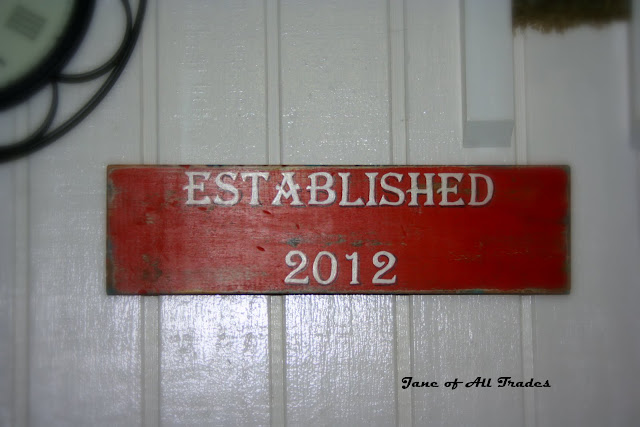 ESTABLISHED
2012
Jane of All Trades